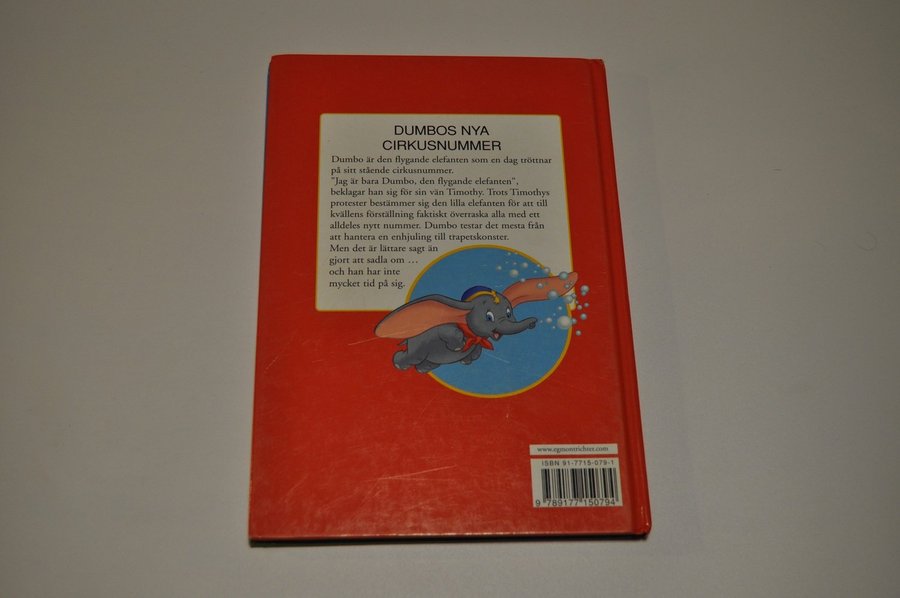 DUMBOS NYA
CIRKUSNUMMER
Dumbo är den flygande elefanten som en dag tröttnar
på sitt stående cirkusnummer.
"Jag är bara Dumbo, den flygande elefanten",
beklagar han sig för sin vän Timothy. Trots Timothys
protester bestämmer sig den lilla elefanten för att till
kvällens förställning faktiskt överraska alla med ett
alldeles nytt nummer. Dumbo testar det mesta från
att hantera en enhjuling till trapetskonster.
Men det är lättare sagt än
gjort att sadla om ...
och han har inte
mycket tid på sig.
www.egmontrichter.com
ISBN 91-7715-079-1
9 789177 150794